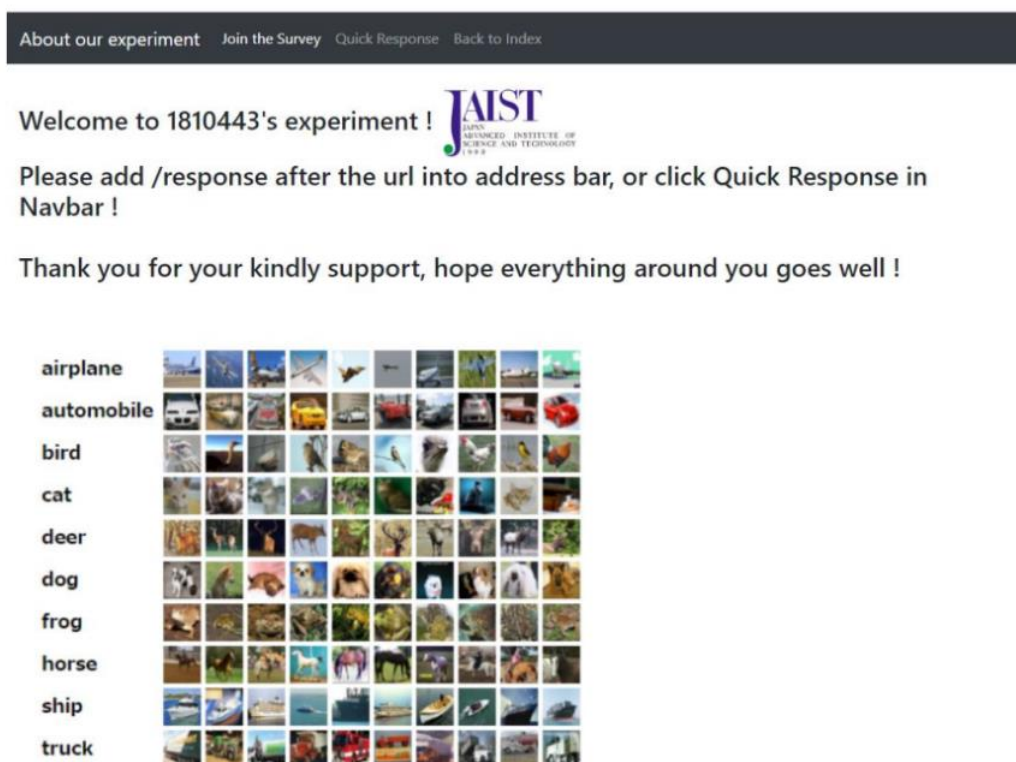 About our experiment Join the Survey Quick Response Back to Index
Welcome to 1810443's experiment !
JAIST
JAPAN
ADVANCED INSTITUTE OF
SCIENCE AND TECHNOLOGY
1990
Please add /response after the url into address bar, or click Quick Response in
Navbar !
Thank you for your kindly support, hope everything around you goes well !
airplane
automobile
bird
cat
deer
dog
frog
horse
ship
truck